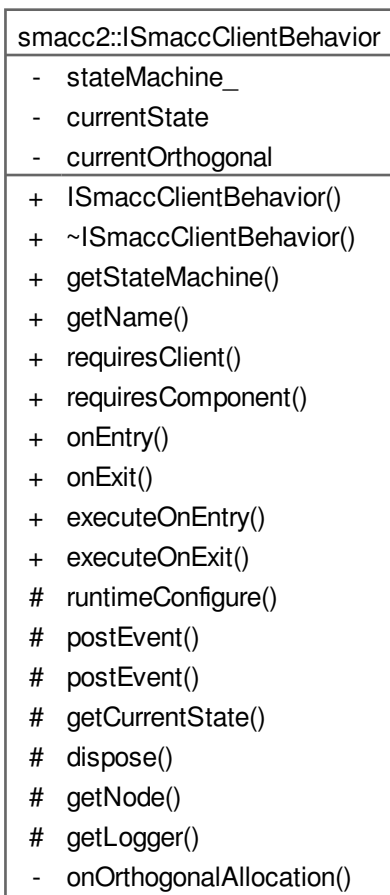 smacc2::ISmaccClientBehavior
- stateMachine_
- currentState
- currentOrthogonal
+ ISmaccClientBehavior()
+ ~ISmaccClientBehavior()
+ getStateMachine()
+ getName()
+ requiresClient()
+ requiresComponent()
+ onEntry()
+ onExit()
+ executeOnEntry()
+ executeOnExit()
# runtimeConfigure()
# postEvent()
# postEvent()
# getCurrentState()
# dispose()
# getNode()
# getLogger()
- onOrthogonalAllocation()